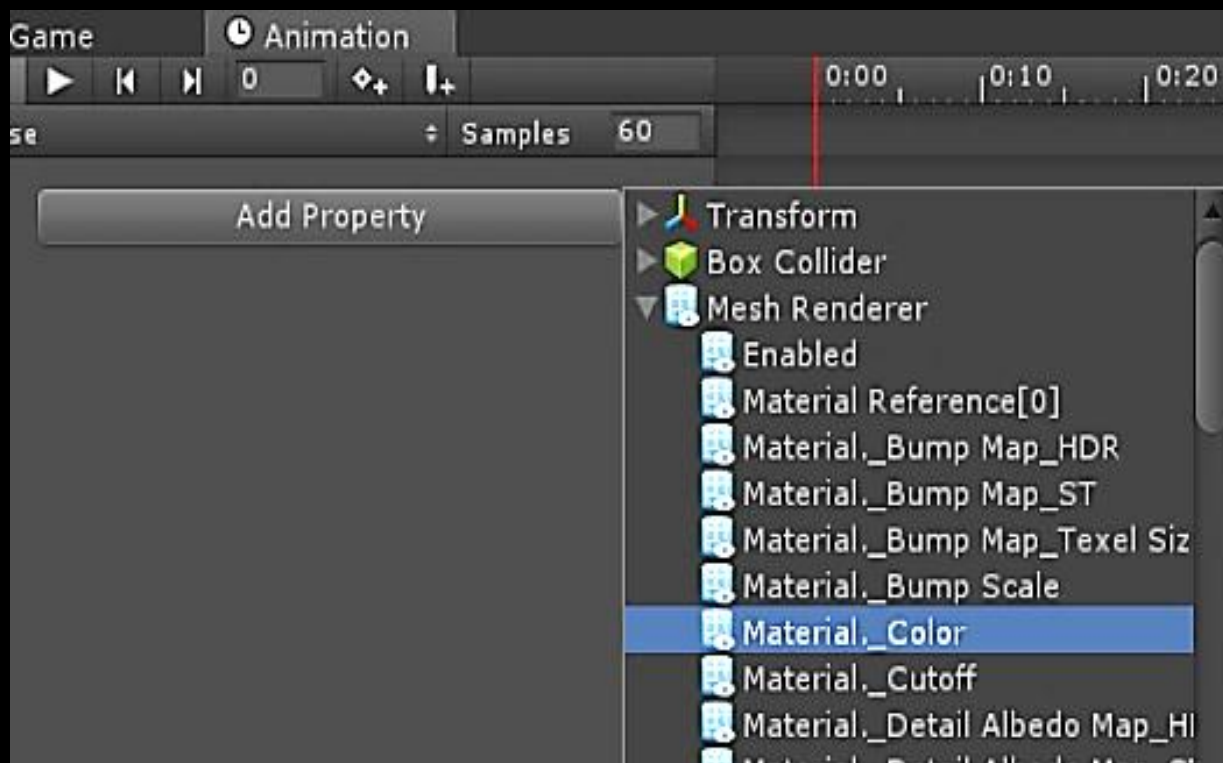 Game Animation
0 0:00 0:10 0:20
se Samples 60
Add Property
Transform
Box Collider
Mesh Renderer
Enabled
Material Reference[0]
Material._Bump Map_HDR
Material._Bump Map_ST
Material._Bump Map_Texel Siz
Material._Bump Scale
Material._Color
Material._Cutoff
Material._Detail Albedo Map_H